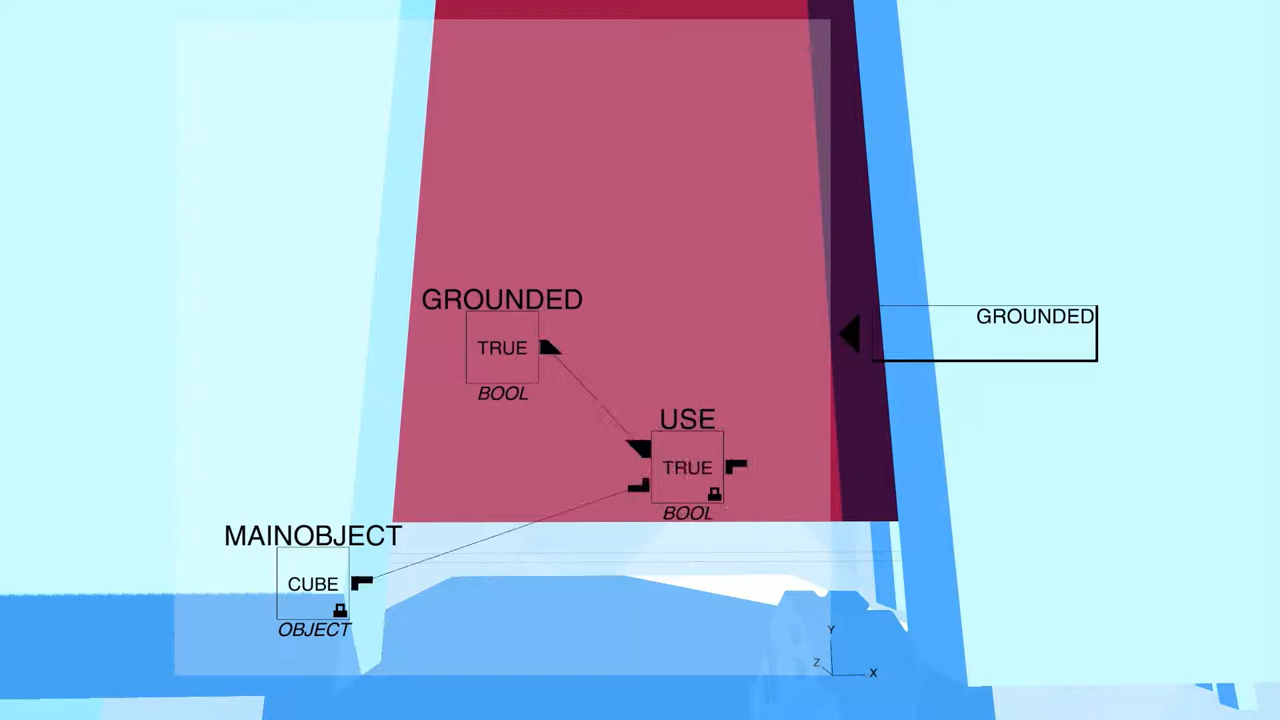 GROUNDED
TRUE
BOOL
GROUNDED
USE
TRUE
BOOL
MAINOBJECT
CUBE
OBJECT
Y
Z
X